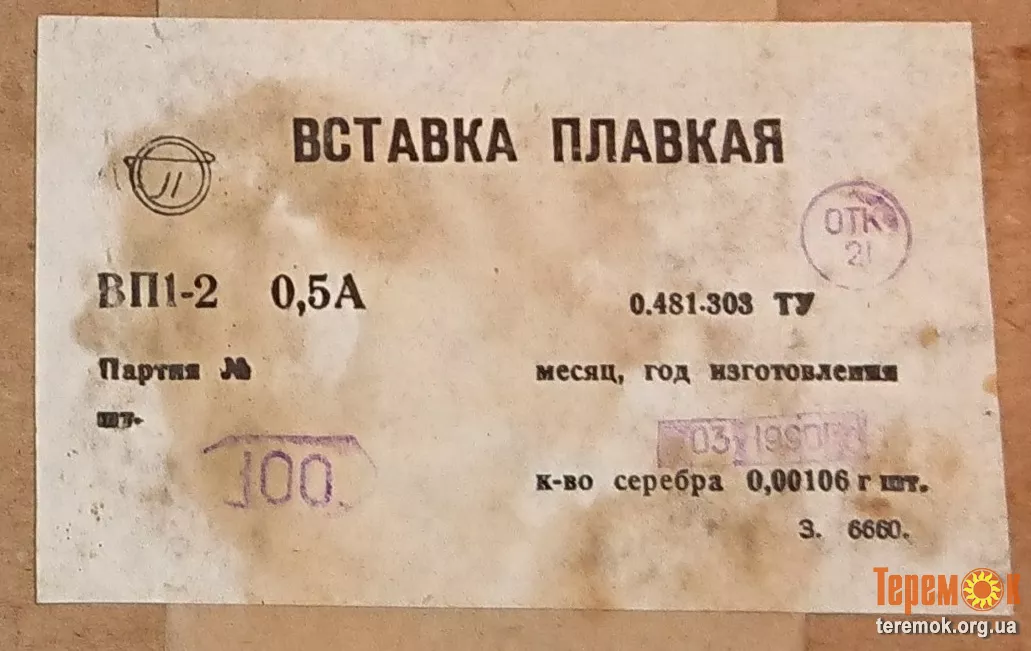 ВСТАВКА ПЛАВКАЯ
ОТК
21
ВП1-2 0,5А
0.481·303 ТУ
Партия №
месяц, год изготовления
шт.
03 1990
100
к-во серебра 0,00106 г шт.
З. 6660.
Теремок
teremok.org.ua